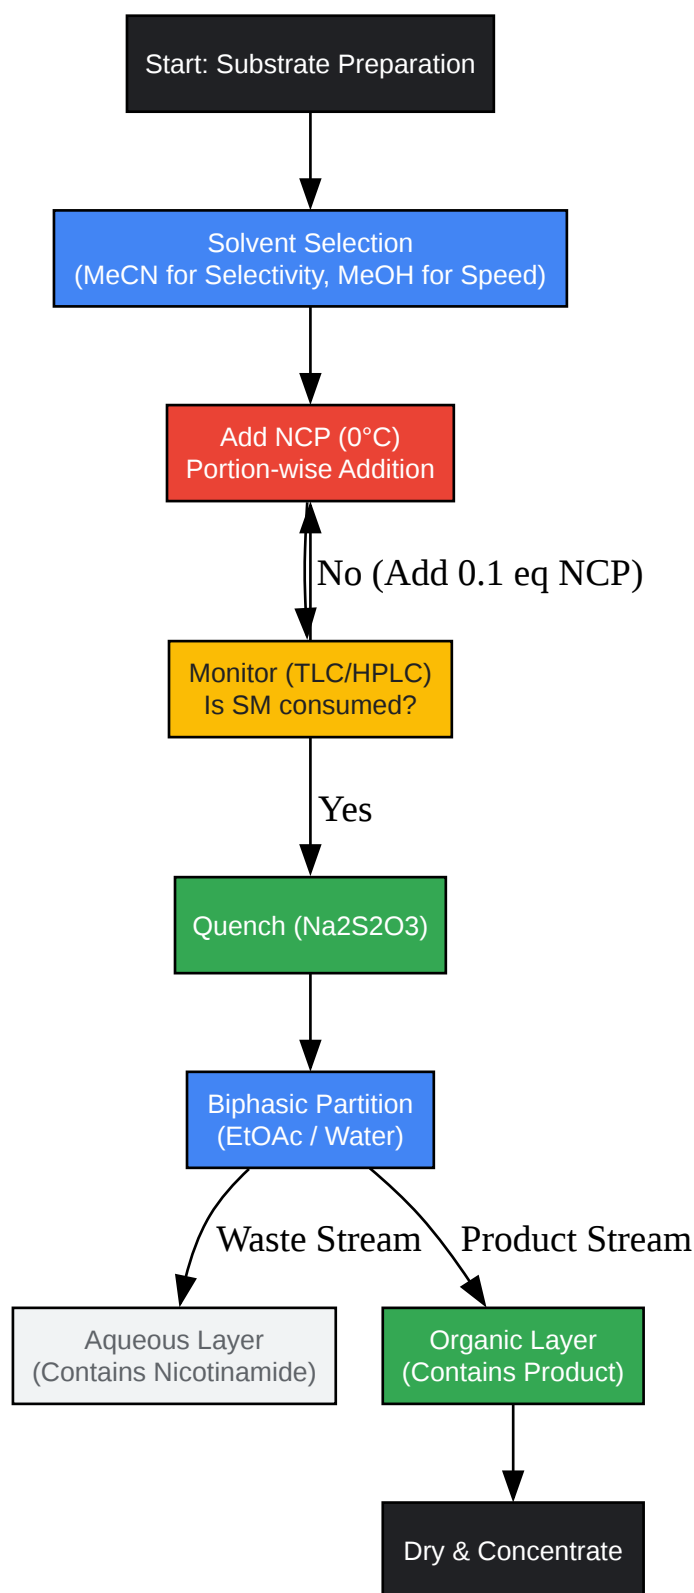 Start: Substrate Preparation
Solvent Selection
(MeCN for Selectivity, MeOH for Speed)
Add NCP (0°C)
Portion-wise Addition
No (Add 0.1 eq NCP)
Monitor (TLC/HPLC)
Is SM consumed?
Yes
Quench (Na2S2O3)
Biphasic Partition
(EtOAc / Water)
Waste Stream
Product Stream
Aqueous Layer
(Contains Nicotinamide)
Organic Layer
(Contains Product)
Dry & Concentrate